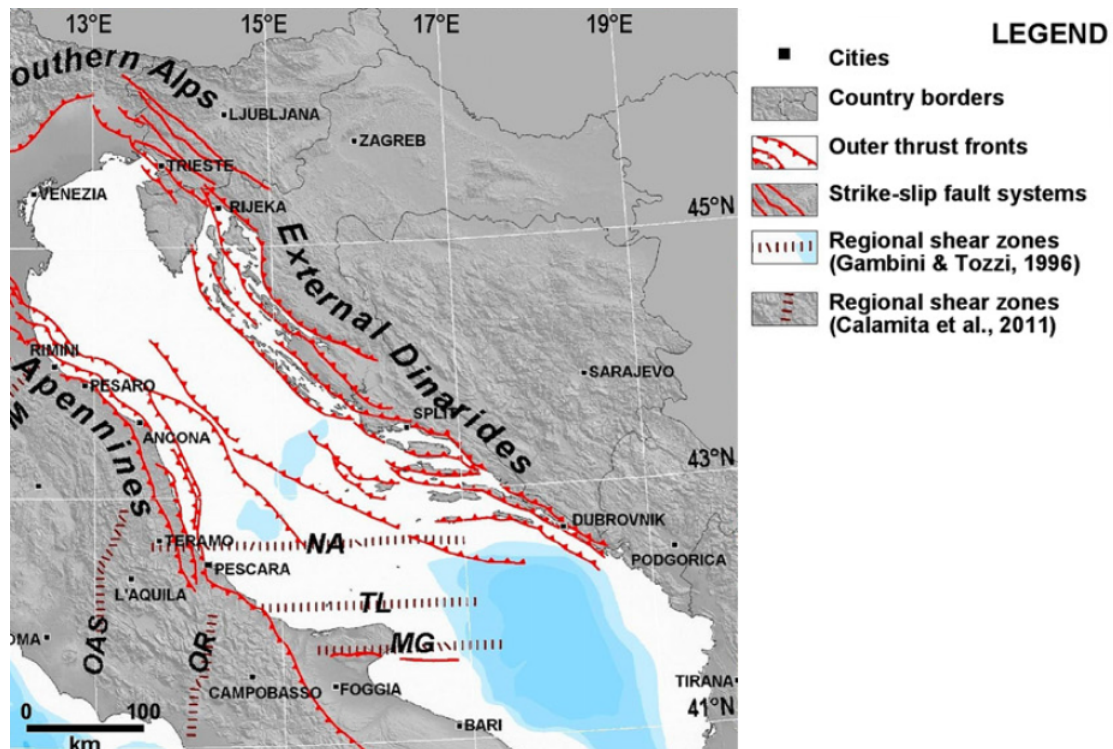 13°E 15°E 17°E 19°E
outhern Alps
LJUBLJANA
ZAGREB
TRIESTE
VENEZIA
RIJEKA
45°N
External Dinarides
RIMINI
Apennines
PESARO
M
ANCONA
SARAJEVO
SPLIT
43°N
DUBROVNIK
TERAMO
NA
PODGORICA
PESCARA
L'AQUILA
TL
OMA
OAS
OR
MG
TIRANA
CAMPOBASSO
FOGGIA
41°N
BARI
0 100
km
LEGEND
Cities
Country borders
Outer thrust fronts
Strike-slip fault systems
Regional shear zones
(Gambini & Tozzi, 1996)
Regional shear zones
(Calamita et al., 2011)